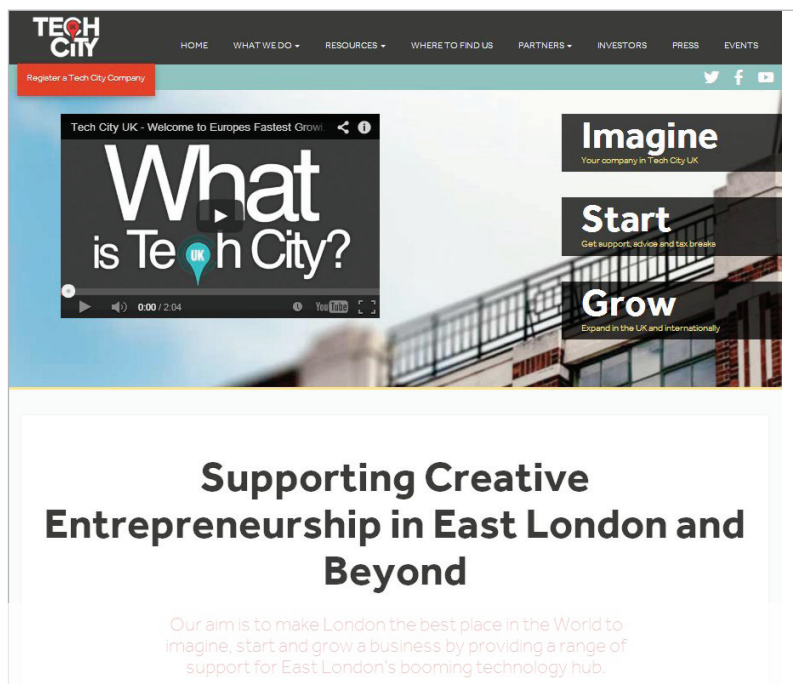 TECH
CITY
HOME WHAT WE DO RESOURCES WHERE TO FIND US PARTNERS INVESTORS PRESS EVENTS
Register a Tech City Company
Tech City UK - Welcome to Europes Fastest Growi
What
is Te UK h City?
0:00 / 2:04
YouTube
Imagine
Your company in Tech City UK
Start
Get support, advice and tax breaks
Grow
Expand in the UK and internationally
Supporting Creative
Entrepreneurship in East London and
Beyond
Our aim is to make London the best place in the World to
imagine, start and grow a business by providing a range of
support for East London's booming technology hub.